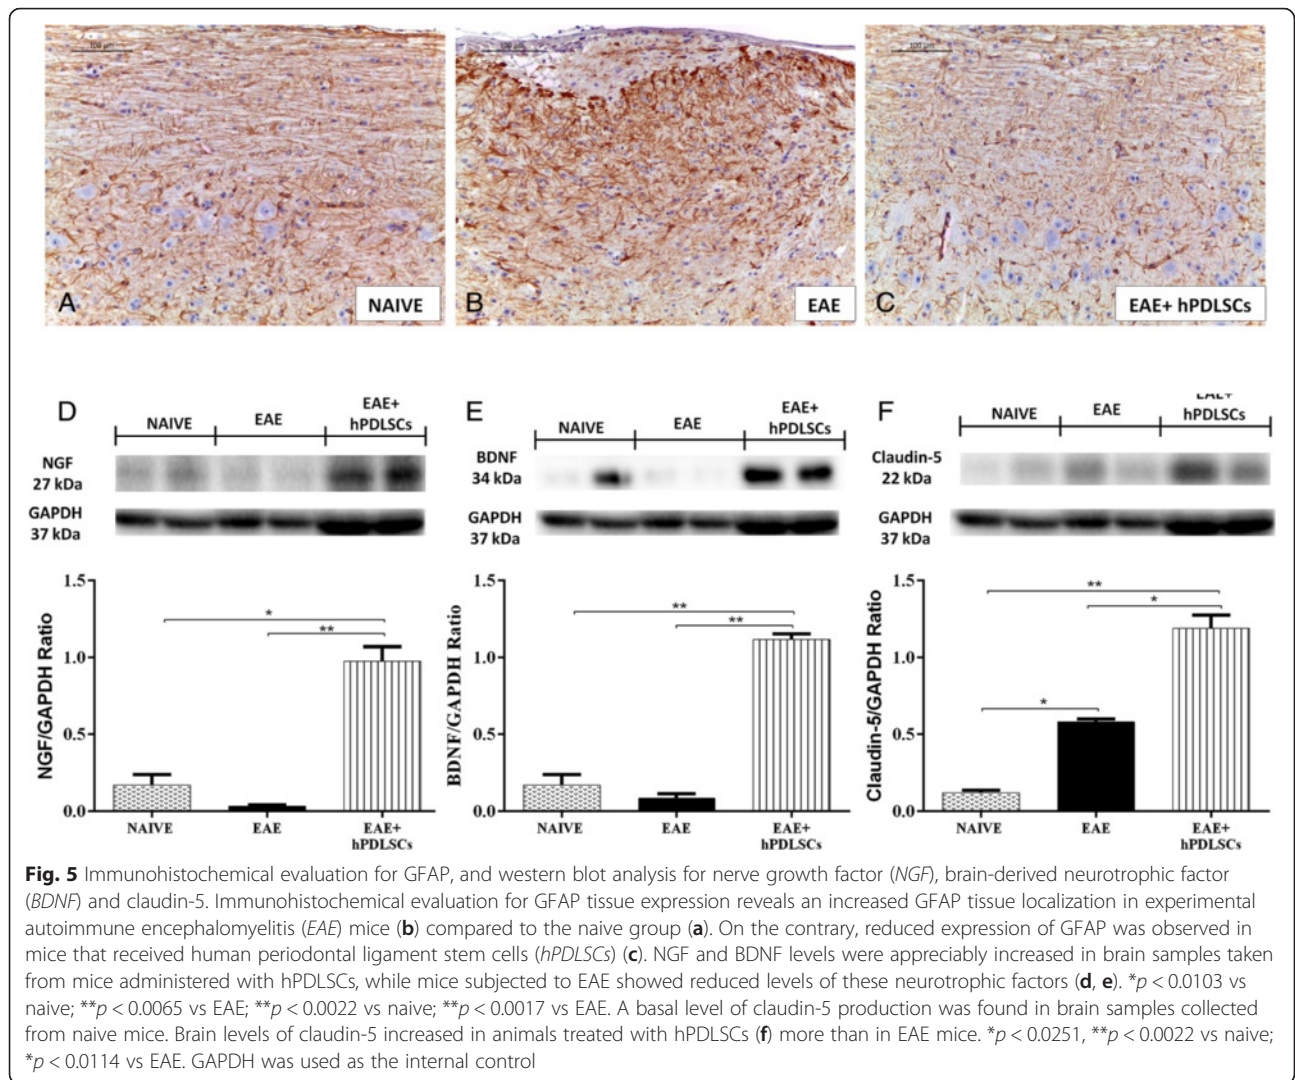 100 µm
100 µm
100 µm
A
NAIVE
B
EAE
C
EAE+ hPDLSCs
D
NAIVE
EAE
EAE+
hPDLSCs
NGF
27 kDa
GAPDH
37 kDa
NGF/GAPDH Ratio
1.5
1.0
0.5
0.0
*
**
NAIVE
EAE
EAE+
hPDLSCs
E
NAIVE
EAE
EAE+
hPDLSCs
BDNF
34 kDa
GAPDH
37 kDa
BDNF/GAPDH Ratio
1.5
1.0
0.5
0.0
**
**
NAIVE
EAE
EAE+
hPDLSCs
F
NAIVE
EAE
EAE+
hPDLSCs
Claudin-5
22 kDa
GAPDH
37 kDa
Claudin-5/GAPDH Ratio
1.5
1.0
0.5
0.0
**
*
*
NAIVE
EAE
EAE+
hPDLSCs
Fig. 5 Immunohistochemical evaluation for GFAP, and western blot analysis for nerve growth factor (NGF), brain-derived neurotrophic factor
(BDNF) and claudin-5. Immunohistochemical evaluation for GFAP tissue expression reveals an increased GFAP tissue localization in experimental
autoimmune encephalomyelitis (EAE) mice (b) compared to the naive group (a). On the contrary, reduced expression of GFAP was observed in
mice that received human periodontal ligament stem cells (hPDLSCs) (c). NGF and BDNF levels were appreciably increased in brain samples taken
from mice administered with hPDLSCs, while mice subjected to EAE showed reduced levels of these neurotrophic factors (d, e). *p < 0.0103 vs
naive; **p < 0.0065 vs EAE; **p < 0.0022 vs naive; **p < 0.0017 vs EAE. A basal level of claudin-5 production was found in brain samples collected
from naive mice. Brain levels of claudin-5 increased in animals treated with hPDLSCs (f) more than in EAE mice. *p < 0.0251, **p < 0.0022 vs naive;
*p < 0.0114 vs EAE. GAPDH was used as the internal control